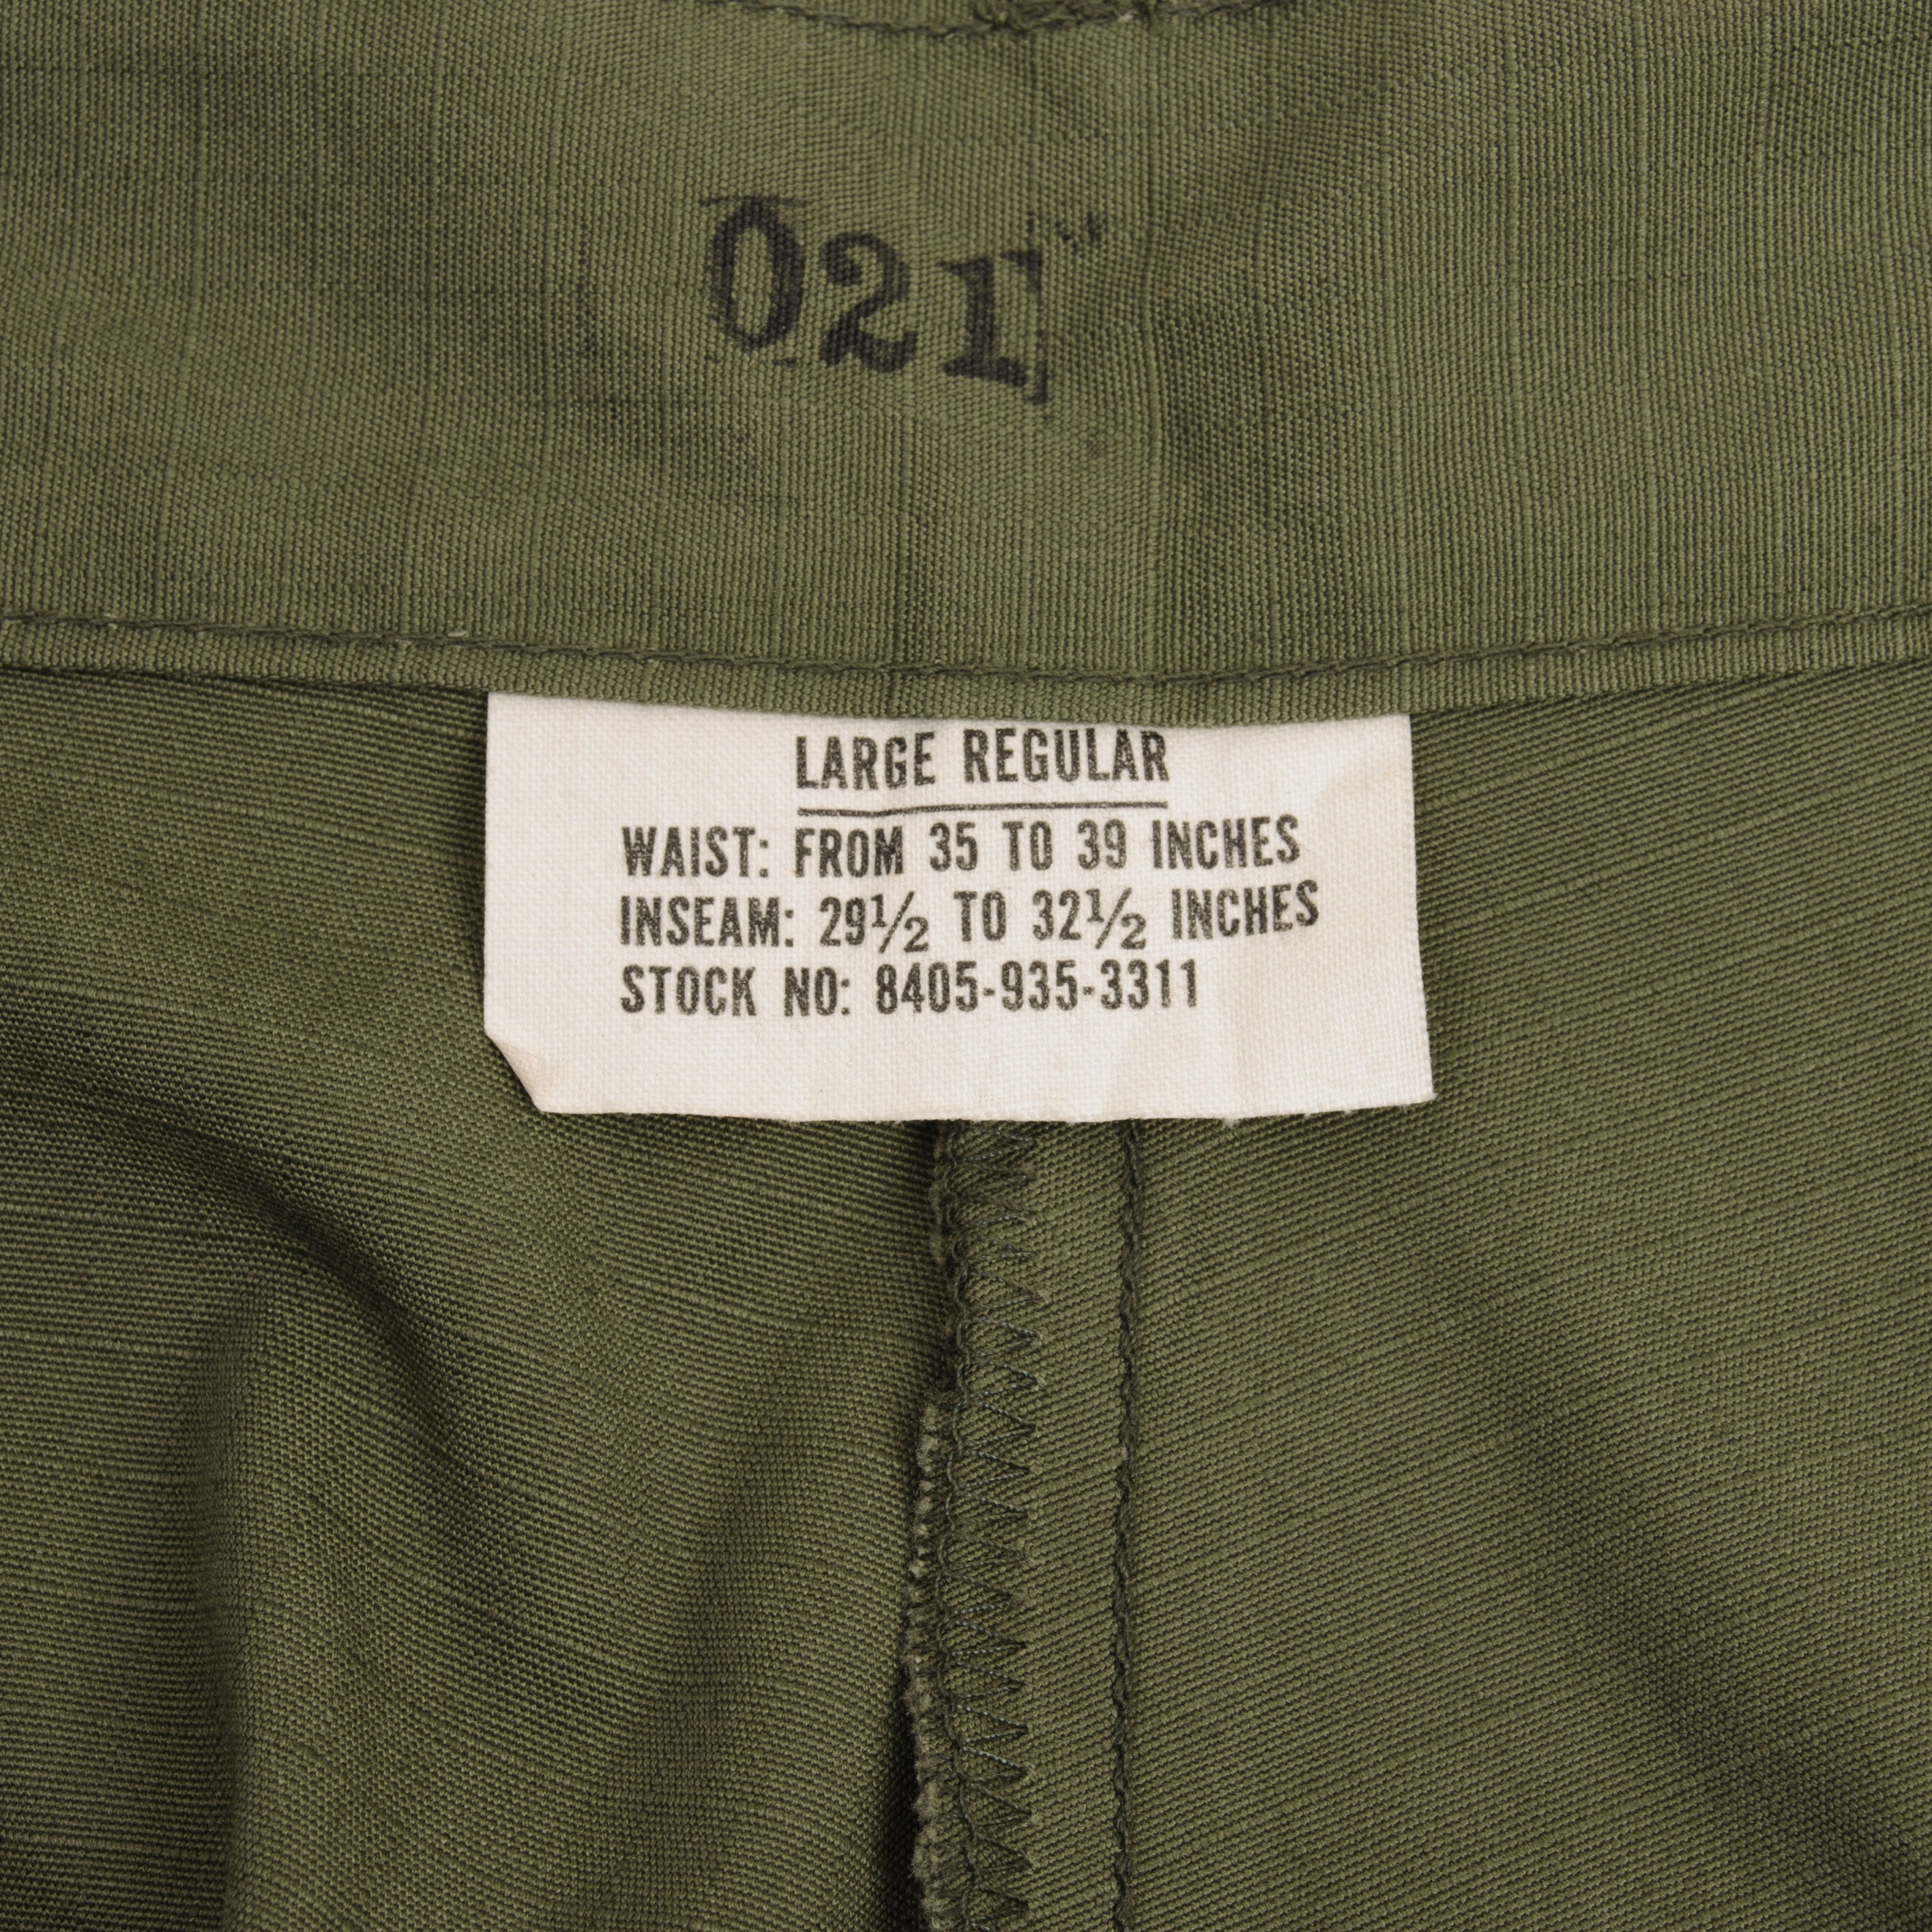 021
LARGE REGULAR
WAIST: FROM 35 TO 39 INCHES
INSEAM: 29½ TO 32½ INCHES
STOCK NO: 8405-935-3311